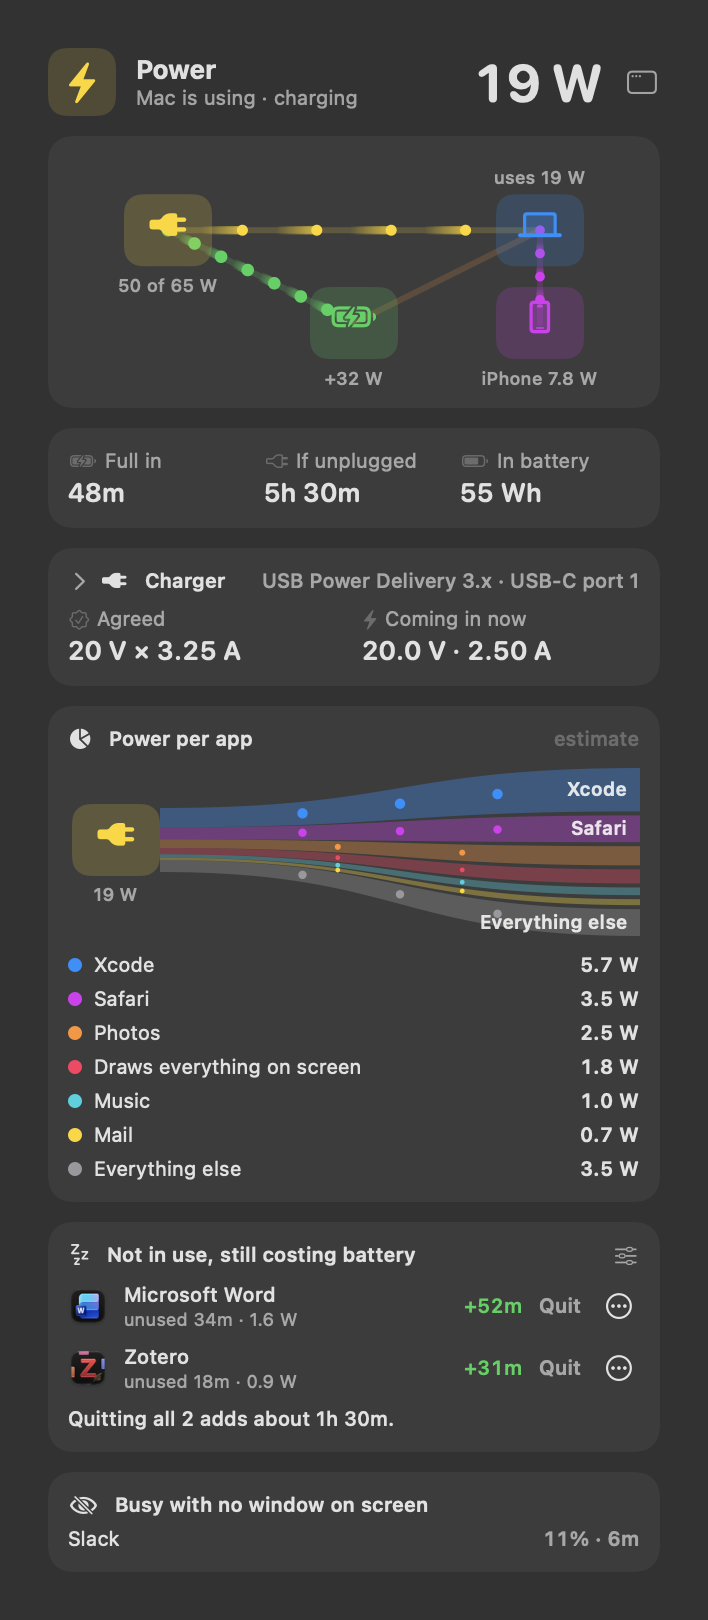 Power
Mac is using · charging
19 W
uses 19 W
50 of 65 W
+32 W
iPhone 7.8 W
Full in
If unplugged
In battery
48m
5h 30m
55 Wh
Charger
USB Power Delivery 3.x · USB-C port 1
Agreed
Coming in now
20 V × 3.25 A
20.0 V · 2.50 A
Power per app
estimate
Xcode
Safari
19 W
Everything else
Xcode 5.7 W
Safari 3.5 W
Photos 2.5 W
Draws everything on screen 1.8 W
Music 1.0 W
Mail 0.7 W
Everything else 3.5 W
Not in use, still costing battery
Microsoft Word
unused 34m · 1.6 W
+52m Quit
Zotero
unused 18m · 0.9 W
+31m Quit
Quitting all 2 adds about 1h 30m.
Busy with no window on screen
Slack 11% · 6m